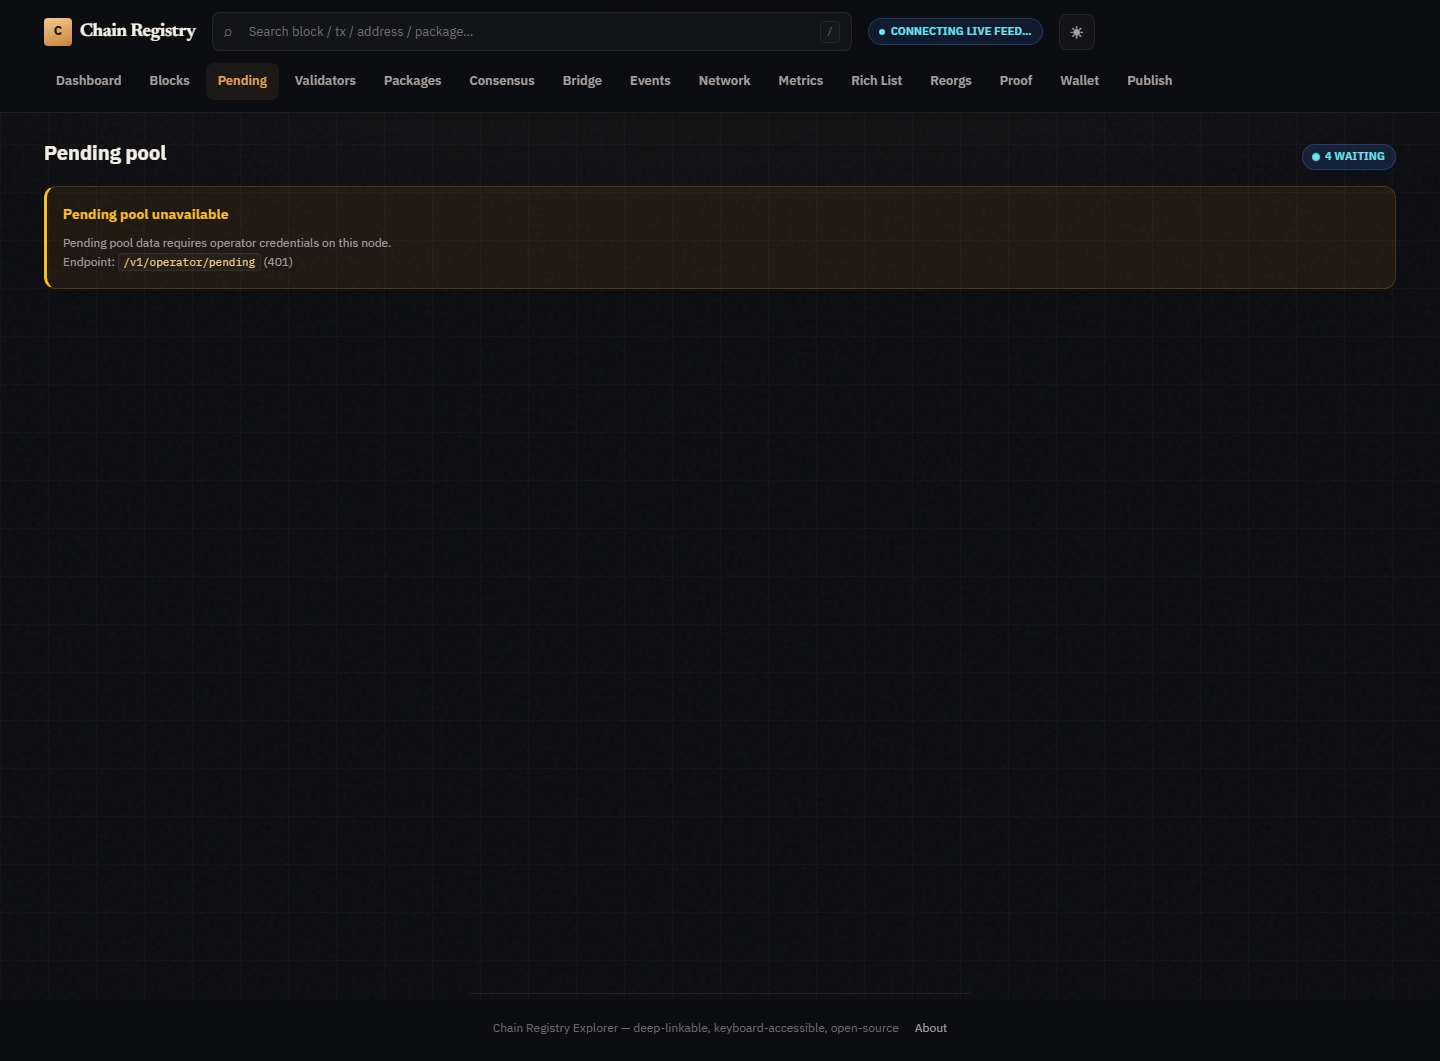 C Chain Registry
Search block / tx / address / package...
/
CONNECTING LIVE FEED...
Dashboard Blocks Pending Validators Packages Consensus Bridge Events Network Metrics Rich List Reorgs Proof Wallet Publish
Pending pool
4 WAITING
Pending pool unavailable
Pending pool data requires operator credentials on this node.
Endpoint: /v1/operator/pending (401)
Chain Registry Explorer — deep-linkable, keyboard-accessible, open-source About